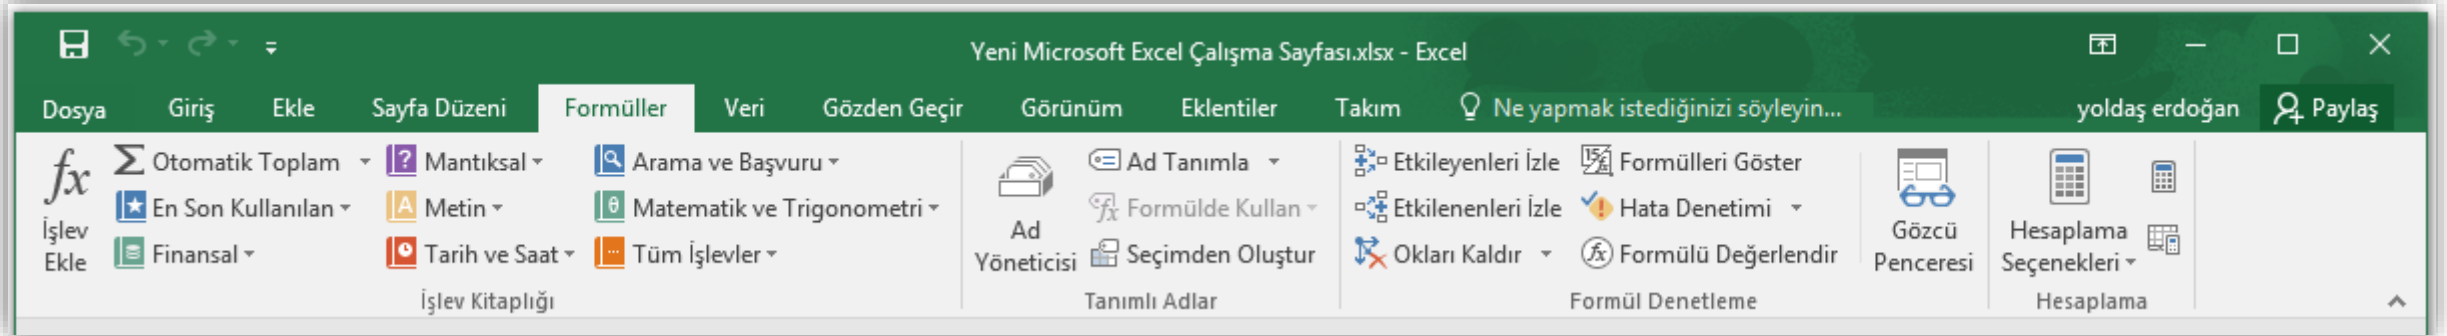 Yeni Microsoft Excel Çalışma Sayfası.xlsx - Excel
Dosya Giriş Ekle Sayfa Düzeni Formüller Veri Gözden Geçir Görünüm Eklentiler Takım Ne yapmak istediğinizi söyleyin... yoldaş erdoğan Paylaş
fx İşlev Ekle
Otomatik Toplam
En Son Kullanılan
Finansal
Mantıksal
Metin
Tarih ve Saat
Arama ve Başvuru
Matematik ve Trigonometri
Tüm İşlevler
İşlev Kitaplığı
Ad
Yöneticisi
Ad Tanımla
Formülde Kullan
Seçimden Oluştur
Tanımlı Adlar
Etkileyenleri İzle
Etkilenenleri İzle
Okları Kaldır
Formülleri Göster
Hata Denetimi
Formülü Değerlendir
Formül Denetleme
Gözcü
Penceresi
Hesaplama
Seçenekleri
Hesaplama